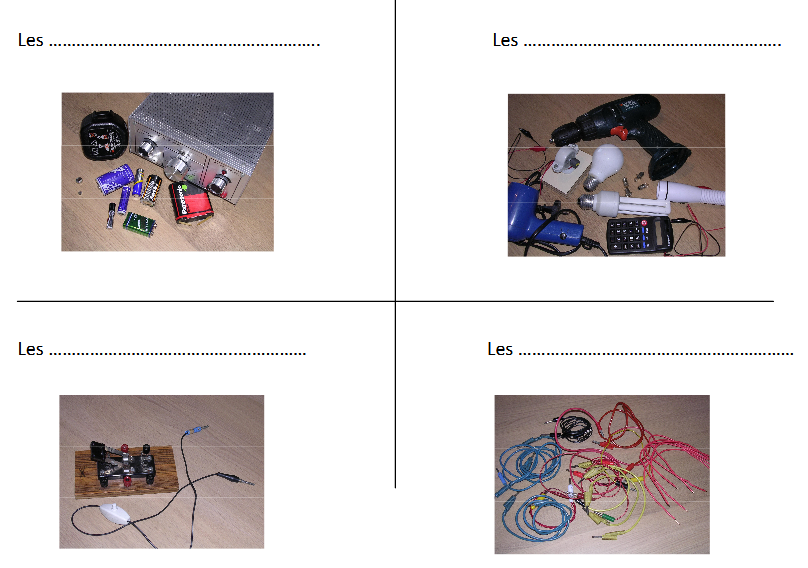 Les ………………………………………………….
Les ………………………………………………..
Les …………………………………..……………
Les ……………………………………………………